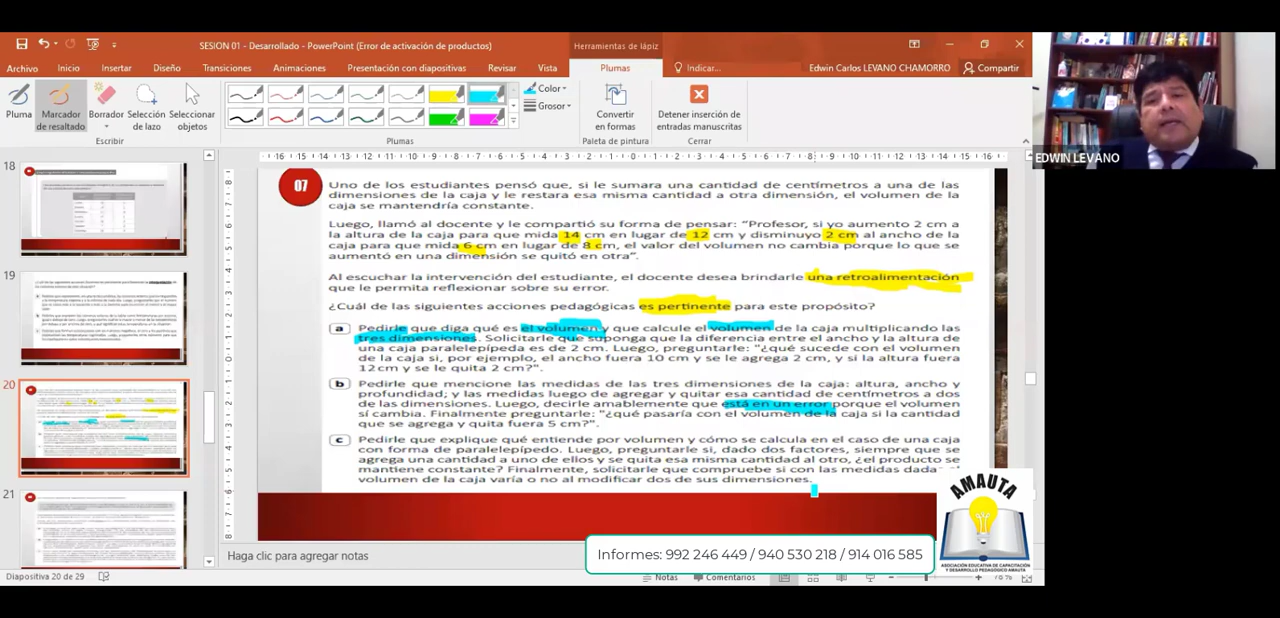 SESION 01 - Desarrollado - PowerPoint (Error de activación de productos)
Herramientas de lápiz
Archivo Inicio Insertar Diseño Transiciones Animaciones Presentación con diapositivas Revisar Vista Plumas Indicar... Edwin Carlos LEVANO CHAMORRO Compartir
Pluma
Marcador de resaltado
Borrador
Selección de lazo
Seleccionar objetos
Color
Grosor
Convertir en formas
Detener inserción de entradas manuscritas
Escribir
Plumas
Paleta de pintura
Cerrar
EDWIN LEVANO
18
19
20
21
07
Uno de los estudiantes pensó que, si le sumara una cantidad de centímetros a una de las
dimensiones de la caja y le restara esa misma cantidad a otra dimensión, el volumen de la
caja se mantendría constante.
Luego, llamó al docente y le compartió su forma de pensar: “Profesor, si yo aumento 2 cm
a la altura de la caja para que mida 14 cm en lugar de 12 cm y disminuyo 2 cm al ancho de la
caja para que mida 6 cm en lugar de 8 cm, el valor del volumen no cambia porque lo que se
aumentó en una dimensión se quitó en otra”.
Al escuchar la intervención del estudiante, el docente desea brindarle una retroalimentación
que le permita reflexionar sobre su error.
¿Cuál de las siguientes acciones pedagógicas es pertinente para este propósito?
a Pedirle que diga qué es el volumen y que calcule el volumen de la caja multiplicando las
tres dimensiones. Solicitarle que suponga que la diferencia entre el ancho y la altura de
una caja paralelepípeda es de 2 cm. Luego, preguntarle: “¿qué sucede con el volumen
de la caja si, por ejemplo, el ancho fuera 10 cm y se le agrega 2 cm, y si la altura fuera
12 cm y se le quita 2 cm?”.
b Pedirle que mencione las medidas de las tres dimensiones de la caja: altura, ancho y
profundidad; y las medidas luego de agregar y quitar esa cantidad de centímetros a dos
de las dimensiones. Luego, decirle amablemente que está en un error porque el volumen
sí cambia. Finalmente preguntarle: “¿qué pasaría con el volumen de la caja si la cantidad
que se agrega y quita fuera 5 cm?”.
c Pedirle que explique qué entiende por volumen y cómo se calcula en el caso de una caja
con forma de paralelepípedo. Luego, preguntarle si, dado dos factores, siempre que se
agrega una cantidad a uno de ellos y se quita esa misma cantidad al otro, ¿el producto se
mantiene constante? Finalmente, solicitarle que compruebe si con las medidas dadas el
volumen de la caja varía o no al modificar dos de sus dimensiones.
AMAUTA
ASOCIACIÓN EDUCATIVA DE CAPACITACIÓN
Y DESARROLLO PEDAGÓGICO AMAUTA
Haga clic para agregar notas
Informes: 992 246 449 / 940 530 218 / 914 016 585
Diapositiva 20 de 29
Notas
Comentarios